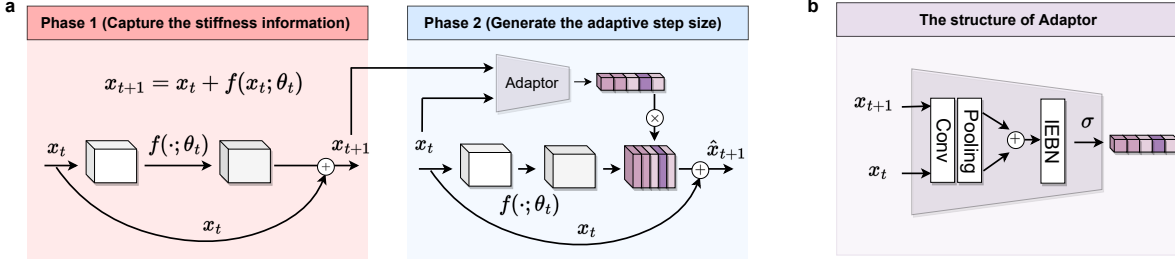 a
Phase 1 (Capture the stiffness information)
x_{t+1} = x_t + f(x_t; θ_t)
x_t
f(·; θ_t)
x_{t+1}
x_t
Phase 2 (Generate the adaptive step size)
Adaptor
×
x_t
x̂_{t+1}
f(·; θ_t)
x_t
b
The structure of Adaptor
x_{t+1}
x_t
Conv
Pooling
IEBN
σ